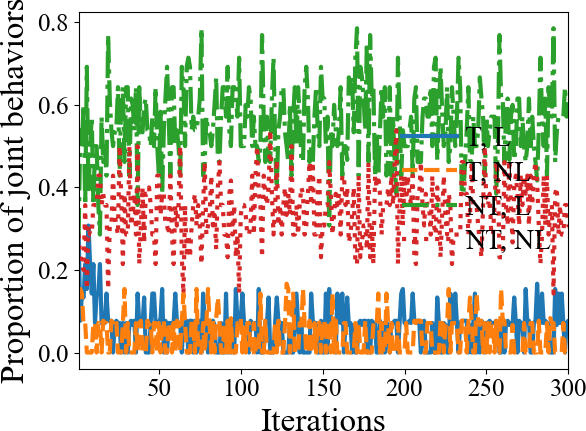 Proportion of joint behaviors
0.8
0.6
0.4
0.2
0.0
T, L
T, NL
NT, L
NT, NL
50
100
150
200
250
300
Iterations